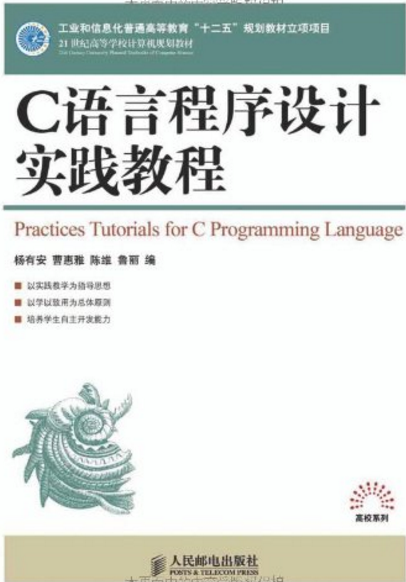 工业和信息化普通高等教育“十二五”规划教材立项项目
21世纪高等学校计算机规划教材
C语言程序设计
实践教程
Practices Tutorials for C Programming Language
杨有安 曹惠雅 陈维 鲁丽 编
■ 以实践教学为指导思想
■ 以学以致用为总体原则
■ 培养学生自主开发能力
高校系列
人民邮电出版社
POSTS & TELECOM PRESS